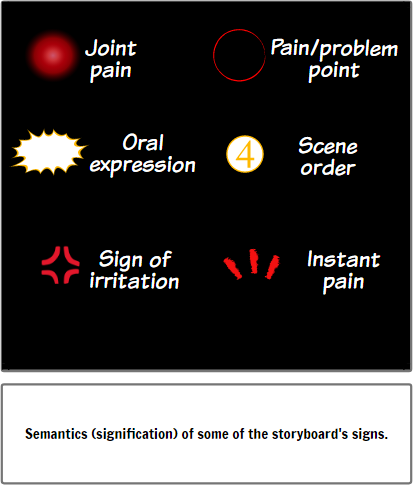 Joint
pain
Pain/problem
point
Oral
expression
4
Scene
order
Sign of
irritation
Instant
pain
Semantics (signification) of some of the storyboard's signs.